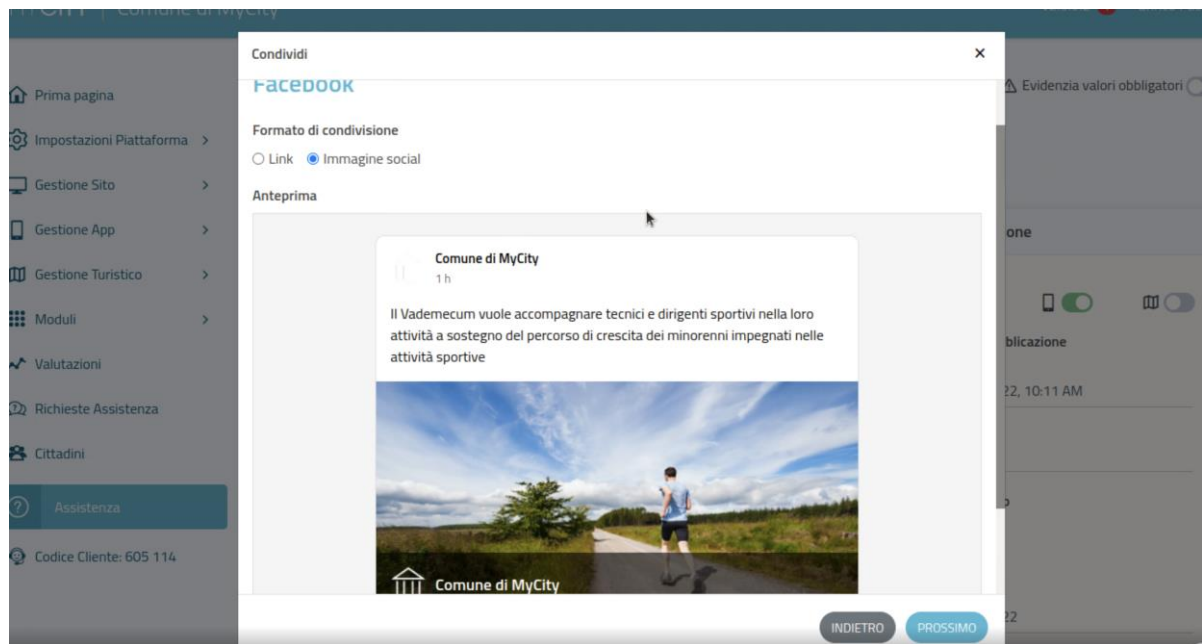 Comune di MyCity
Condividi
Facebook
Evidenzia valori obbligatori
Prima pagina
Impostazioni Piattaforma
Gestione Sito
Gestione App
Gestione Turistico
Moduli
Valutazioni
Richieste Assistenza
Cittadini
Assistenza
Codice Cliente: 605 114
Formato di condivisione
Link
Immagine social
Anteprima
Comune di MyCity
1 h
Il Vademecum vuole accompagnare tecnici e dirigenti sportivi nella loro
attività a sostegno del percorso di crescita dei minorenni impegnati nelle
attività sportive
Comune di MyCity
INDIETRO
PROSSIMO
one
blicazione
22, 10:11 AM
22